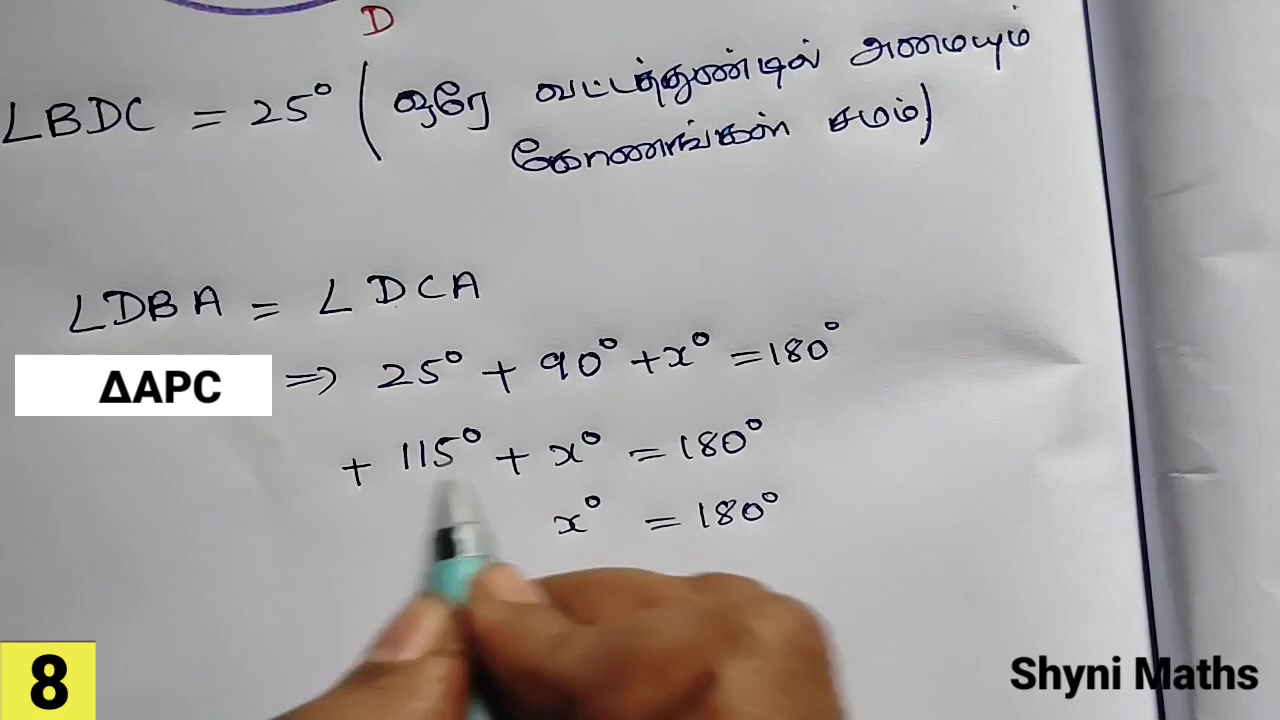 D
∠BDC = 25° (ஒரே வட்டத்துண்டில் அமையும்
கோணங்கள் சமம்)
∠DBA = ∠DCA
ΔAPC ⇒ 25° + 90° + x° = 180°
+ 115° + x° = 180°
x° = 180°
8
Shyni Maths